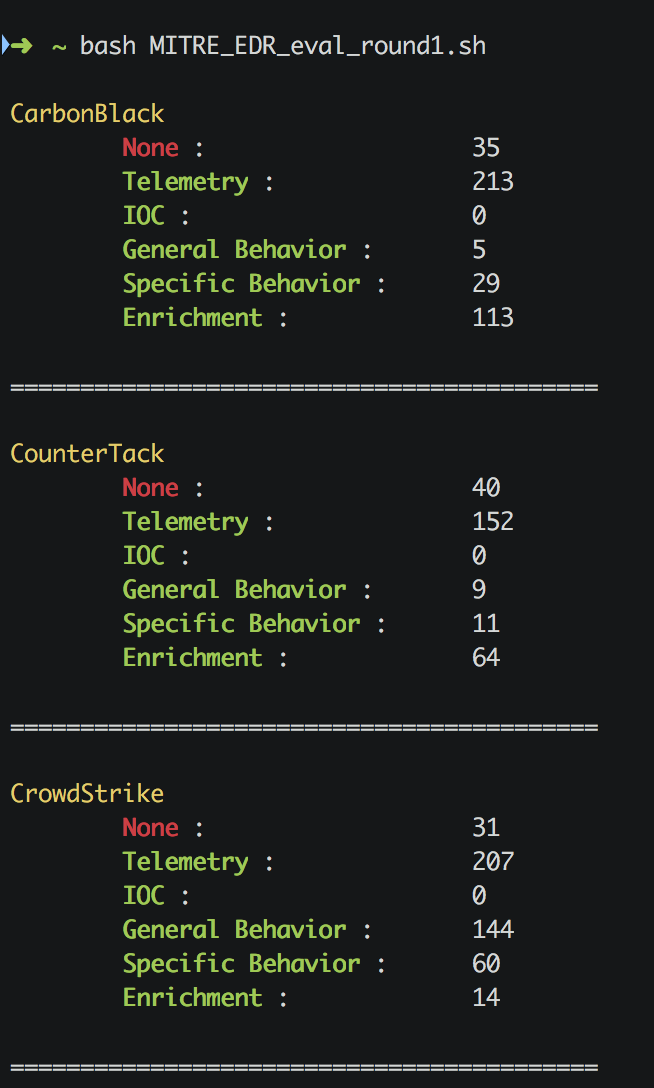 ➜ ~ bash MITRE_EDR_eval_round1.sh
CarbonBlack
None : 35
Telemetry : 213
IOC : 0
General Behavior : 5
Specific Behavior : 29
Enrichment : 113
==========================================
CounterTack
None : 40
Telemetry : 152
IOC : 0
General Behavior : 9
Specific Behavior : 11
Enrichment : 64
==========================================
CrowdStrike
None : 31
Telemetry : 207
IOC : 0
General Behavior : 144
Specific Behavior : 60
Enrichment : 14
==========================================